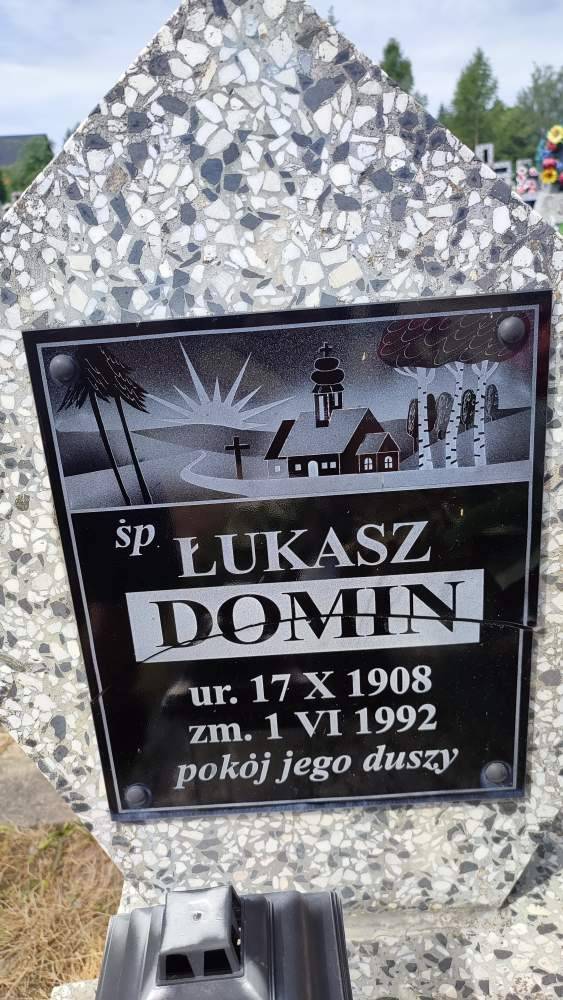 śp ŁUKASZ
DOMIN
ur. 17 X 1908
zm. 1 VI 1992
pokój jego duszy